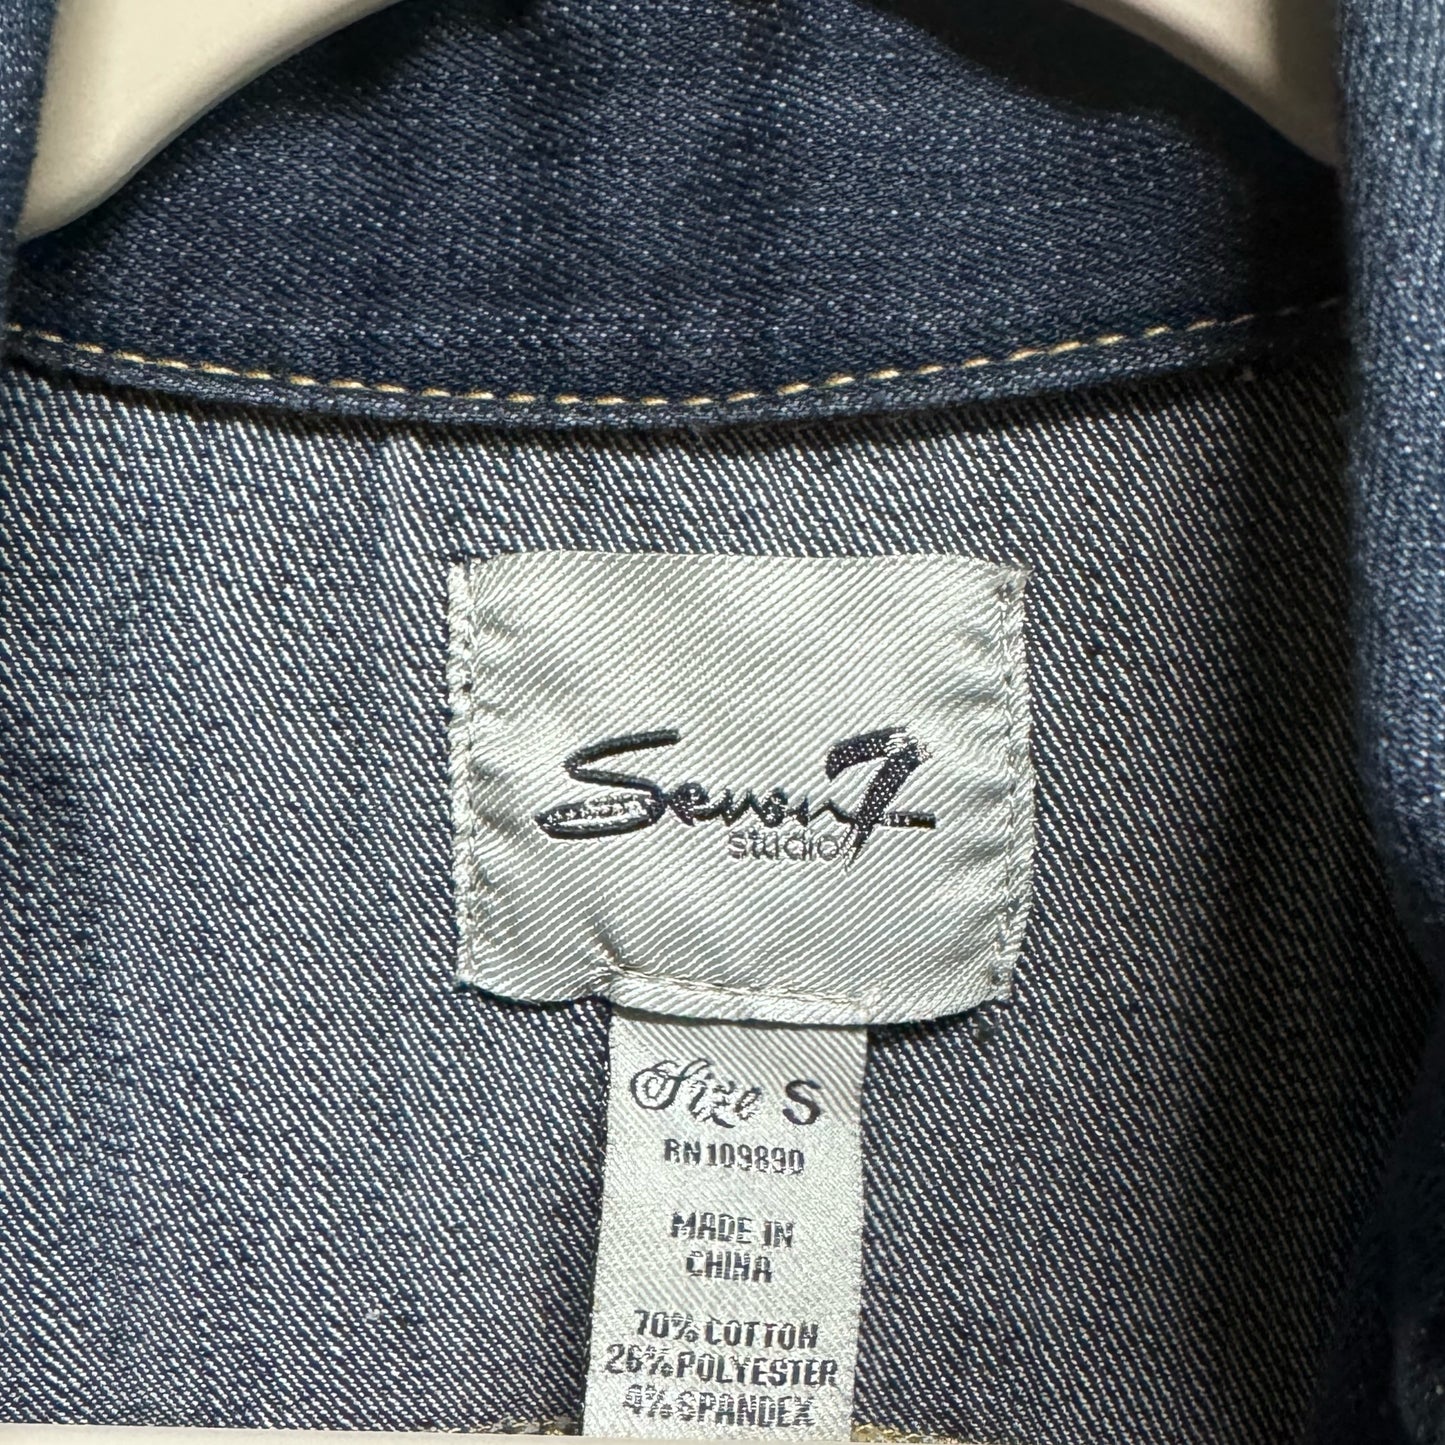 Seven7
studio
Size S
RN109890
MADE IN
CHINA
70% COTTON
26% POLYESTER
4% SPANDEX